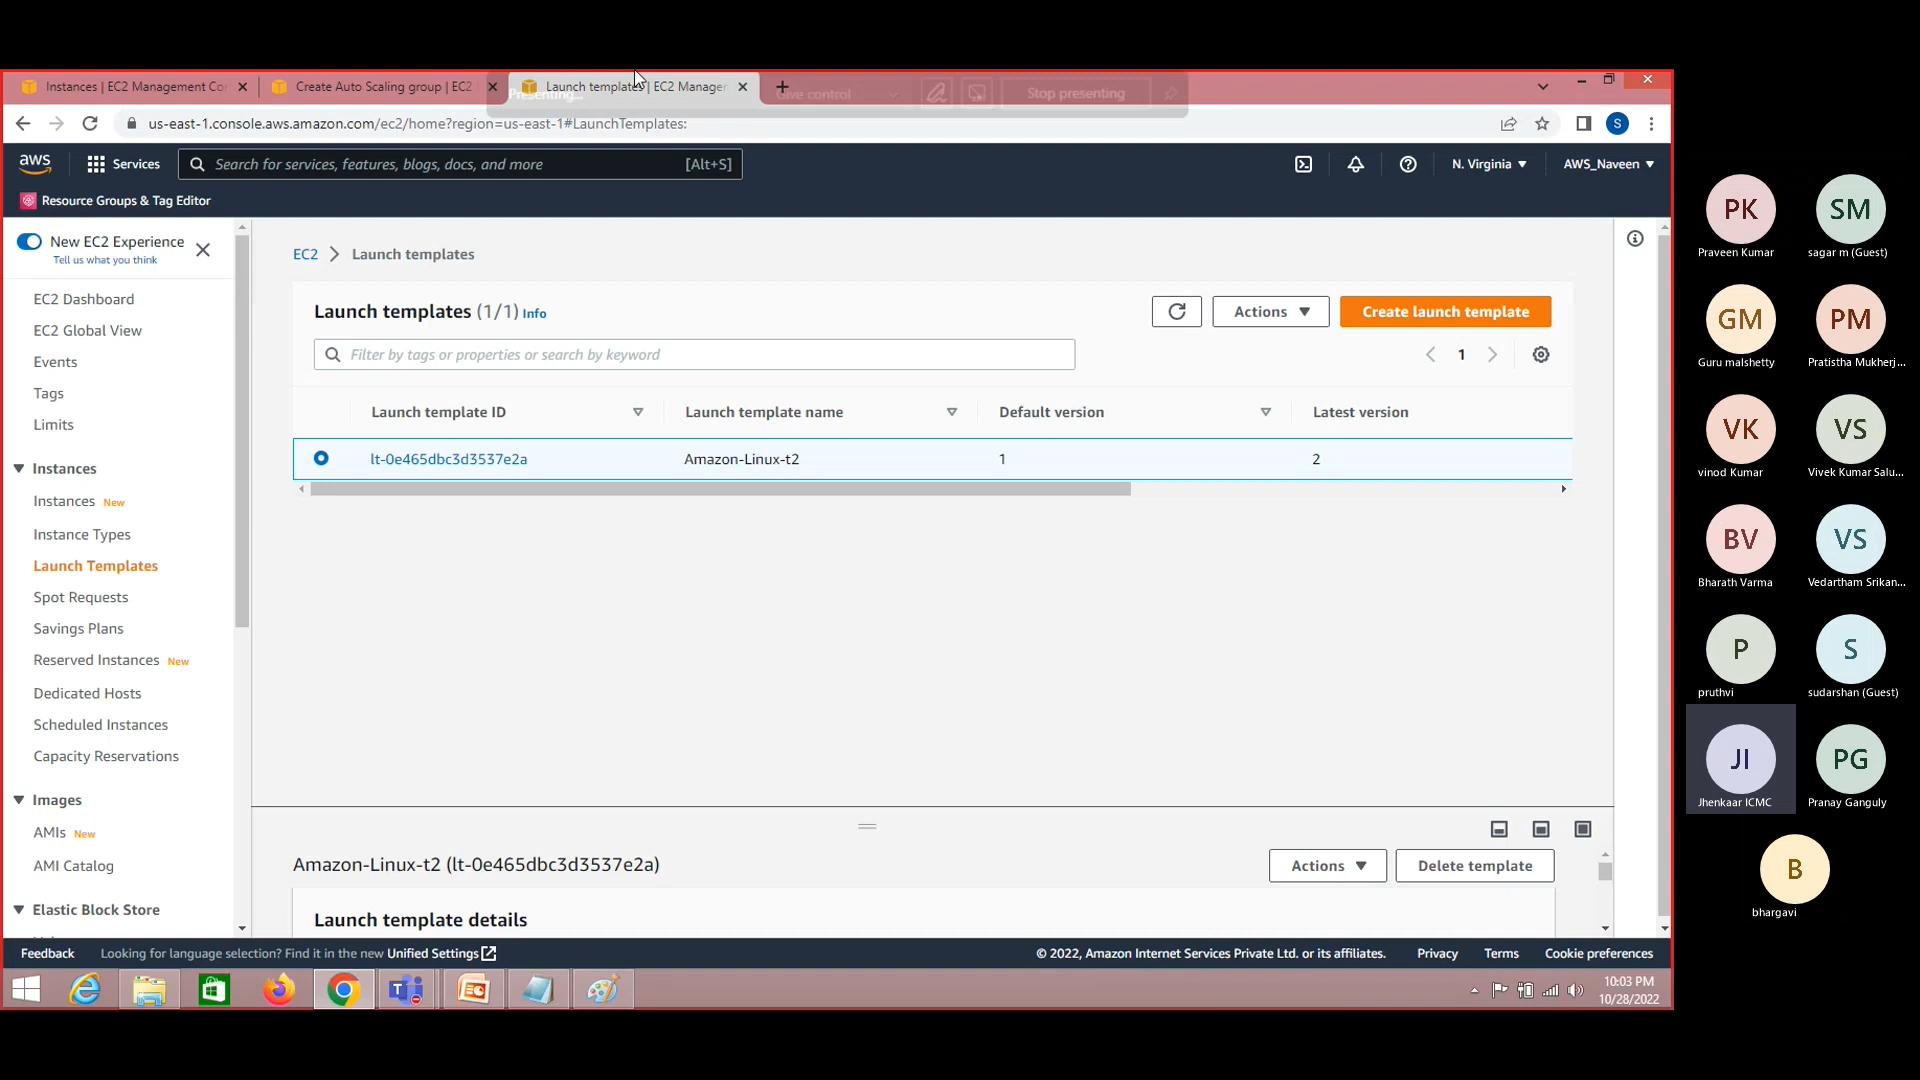 Instances | EC2 Management Co
Create Auto Scaling group | EC2
Launch templates | EC2 Manager
Presenting...
Give control
Stop presenting
us-east-1.console.aws.amazon.com/ec2/home?region=us-east-1#LaunchTemplates:
S
aws
Services
Search for services, features, blogs, docs, and more
[Alt+S]
N. Virginia
AWS_Naveen
Resource Groups & Tag Editor
New EC2 Experience
Tell us what you think
EC2 Dashboard
EC2 Global View
Events
Tags
Limits
Instances
Instances New
Instance Types
Launch Templates
Spot Requests
Savings Plans
Reserved Instances New
Dedicated Hosts
Scheduled Instances
Capacity Reservations
Images
AMIs New
AMI Catalog
Elastic Block Store
EC2 > Launch templates
Launch templates (1/1) Info
Actions
Create launch template
Filter by tags or properties or search by keyword
1
Launch template ID
Launch template name
Default version
Latest version
lt-0e465dbc3d3537e2a
Amazon-Linux-t2
1
2
Amazon-Linux-t2 (lt-0e465dbc3d3537e2a)
Actions
Delete template
Launch template details
Feedback
Looking for language selection? Find it in the new Unified Settings
© 2022, Amazon Internet Services Private Ltd. or its affiliates.
Privacy
Terms
Cookie preferences
10:03 PM
10/28/2022
PK
Praveen Kumar
SM
sagar m (Guest)
GM
Guru malshetty
PM
Pratistha Mukherj...
VK
vinod Kumar
VS
Vivek Kumar Salu...
BV
Bharath Varma
VS
Vedartham Srikan...
P
pruthvi
S
sudarshan (Guest)
JI
Jhenkaar ICMC
PG
Pranay Ganguly
B
bhargavi